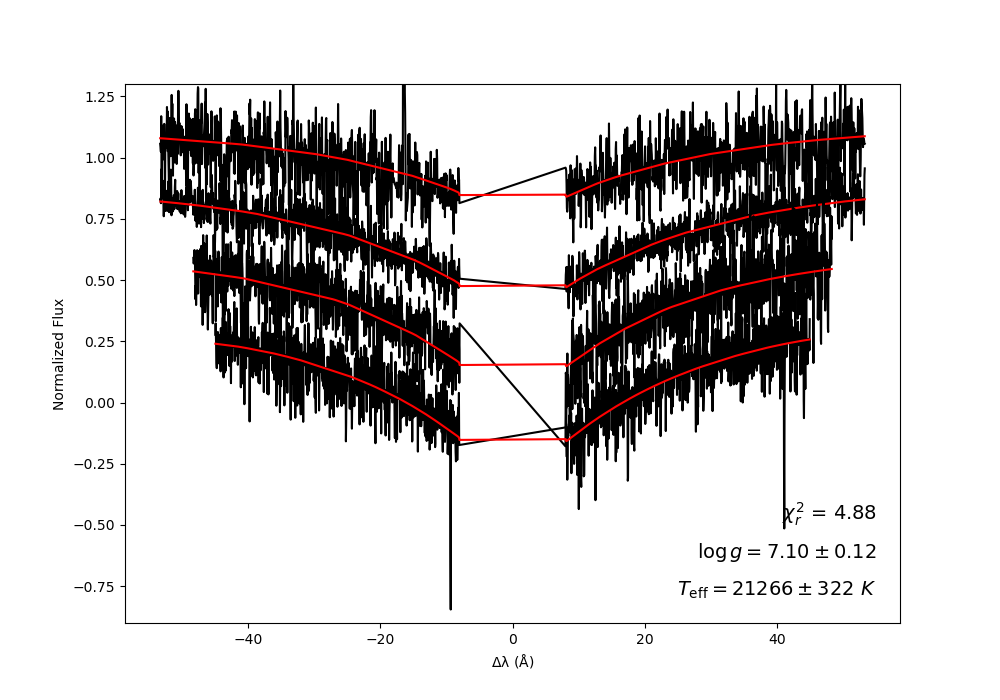 1.25
1.00
0.75
0.50
0.25
0.00
−0.25
−0.50
−0.75
Normalized Flux
χ²ᵣ = 4.88
log g = 7.10 ± 0.12
T_eff = 21266 ± 322 K
−40 −20 0 20 40
Δλ (Å)